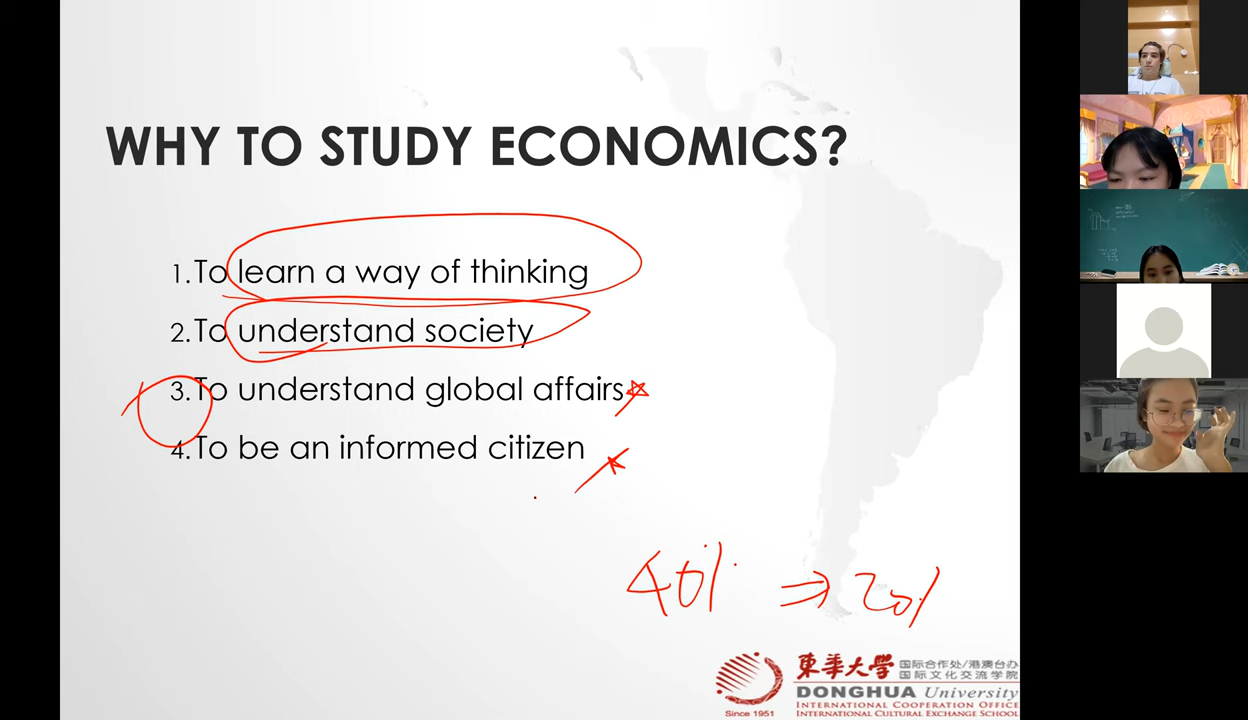 WHY TO STUDY ECONOMICS?
1.To learn a way of thinking
2.To understand society
3.To understand global affairs
4.To be an informed citizen
40% ⇒ 20%
東华大学
国际合作处/港澳台办
国际文化交流学院
DONGHUA University
INTERNATIONAL COOPERATION OFFICE
INTERNATIONAL CULTURAL EXCHANGE SCHOOL
Since 1951